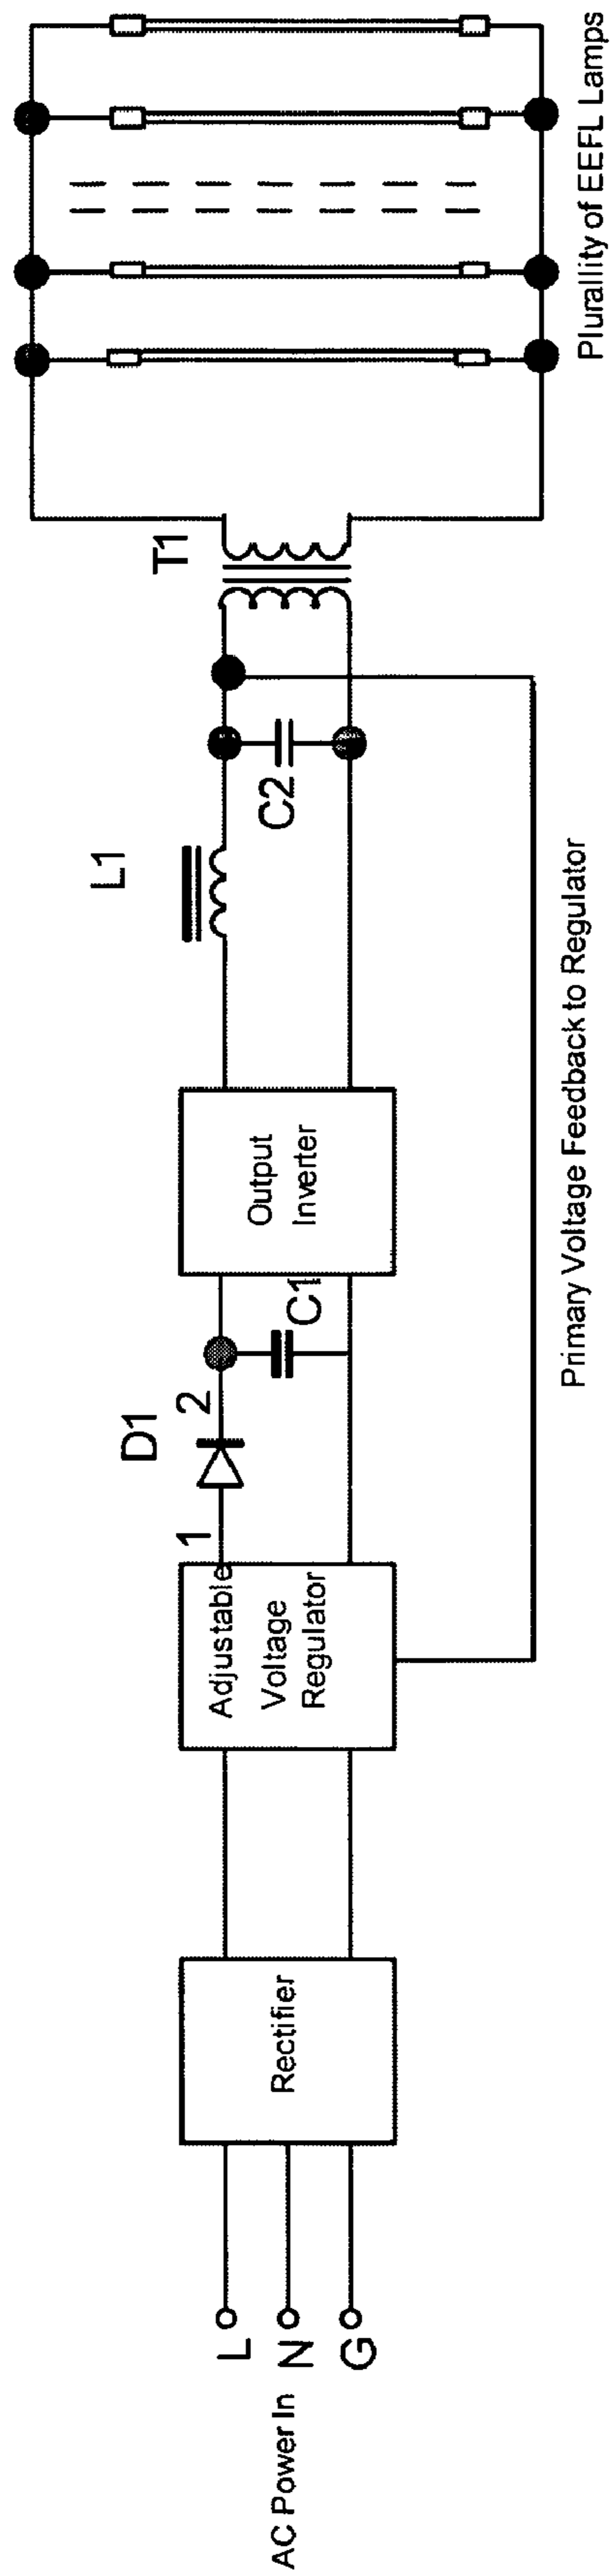 AC Power In
L
N
G
Rectifier
Adjustable
Voltage
Regulator
D1
1
2
C1
Output
Inverter
L1
C2
T1
Primary Voltage Feedback to Regulator
Plurallity of EEFL Lamps